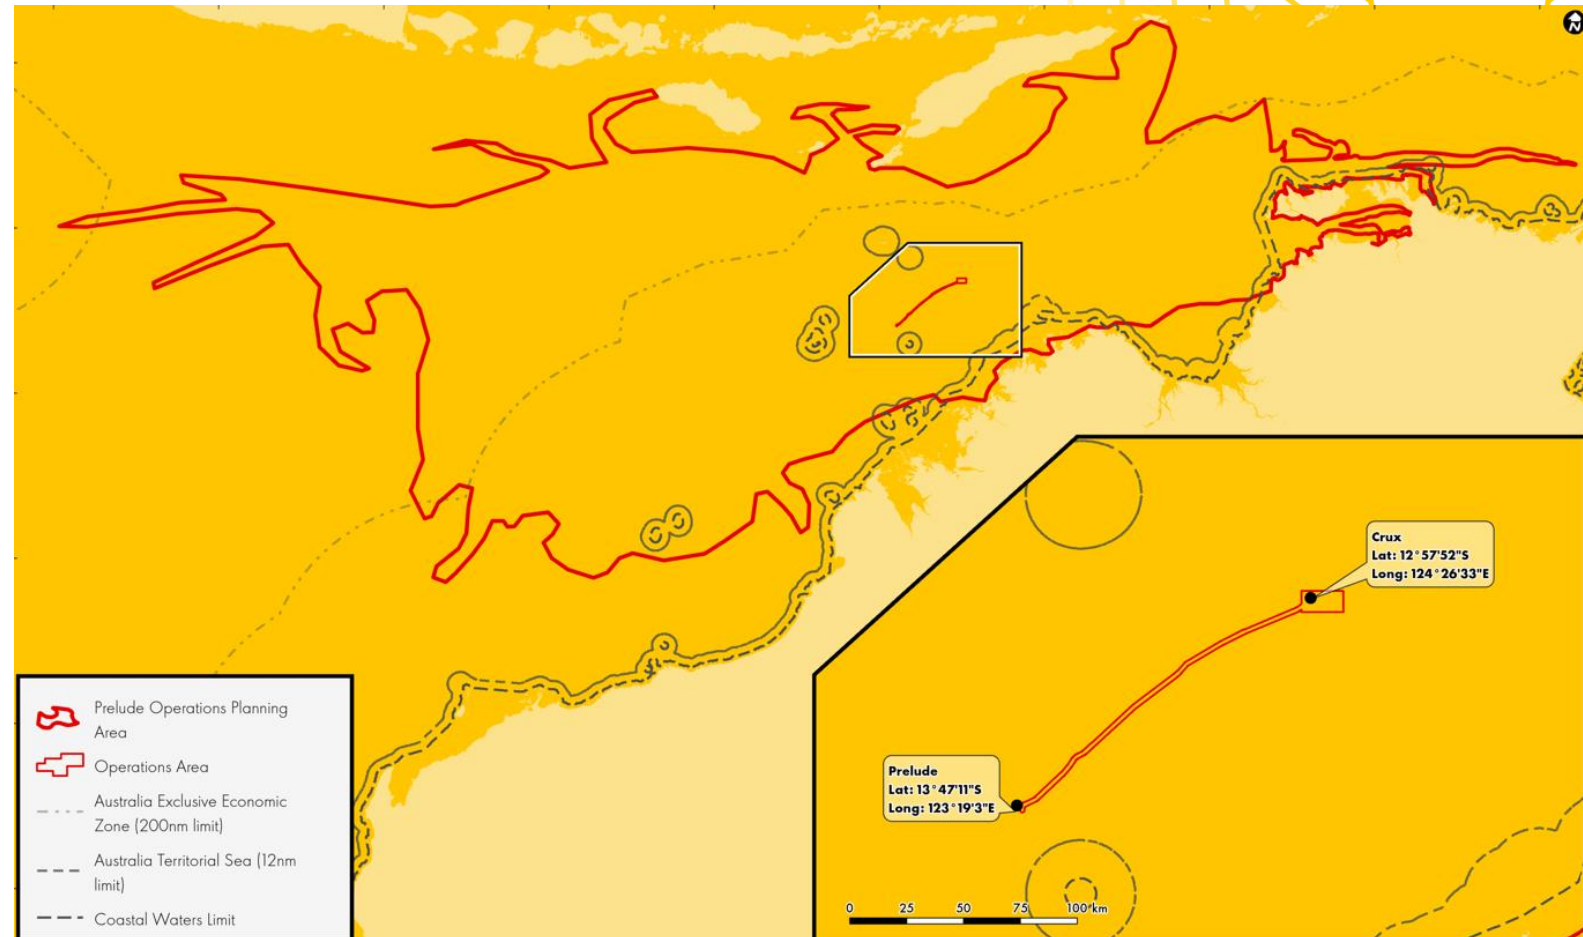 N
Crux
Lat: 12°57'52"S
Long: 124°26'33"E
Prelude
Lat: 13°47'11"S
Long: 123°19'3"E
Prelude Operations Planning
Area
Operations Area
Australia Exclusive Economic
Zone (200nm limit)
Australia Territorial Sea (12nm
limit)
Coastal Waters Limit
0 25 50 75 100 km